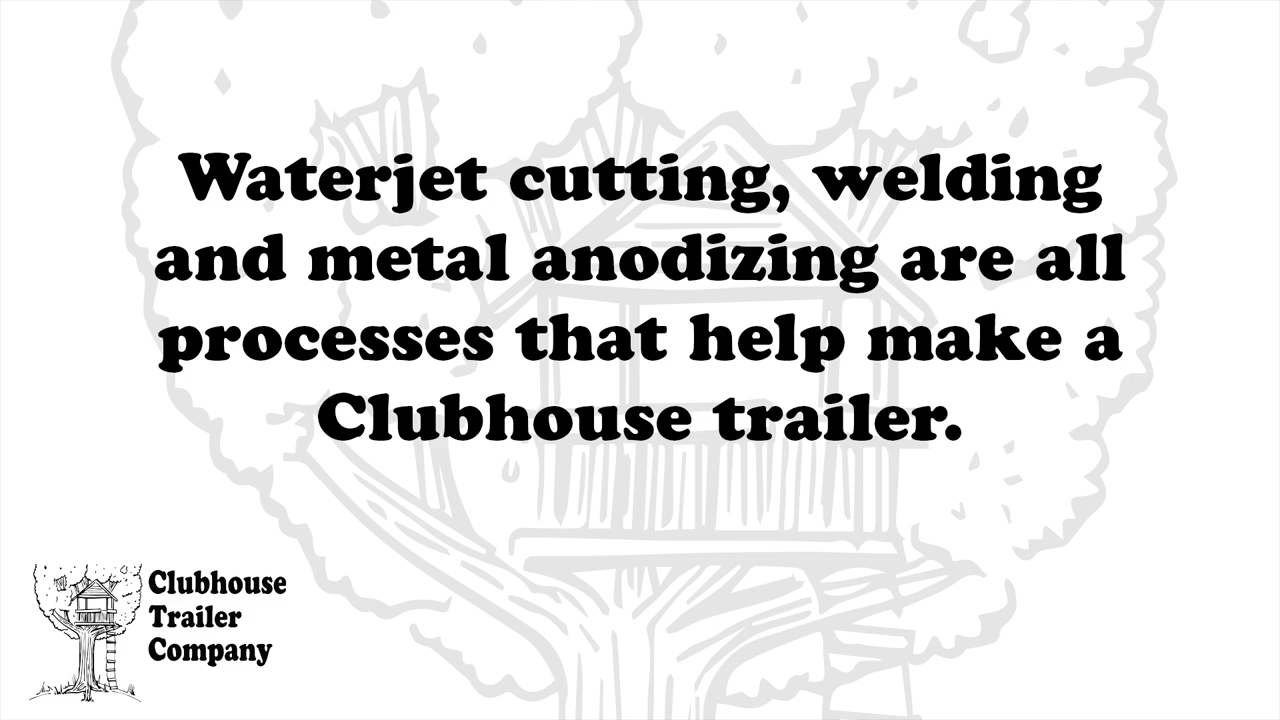 Waterjet cutting, welding
and metal anodizing are all
processes that help make a
Clubhouse trailer.
Clubhouse
Trailer
Company